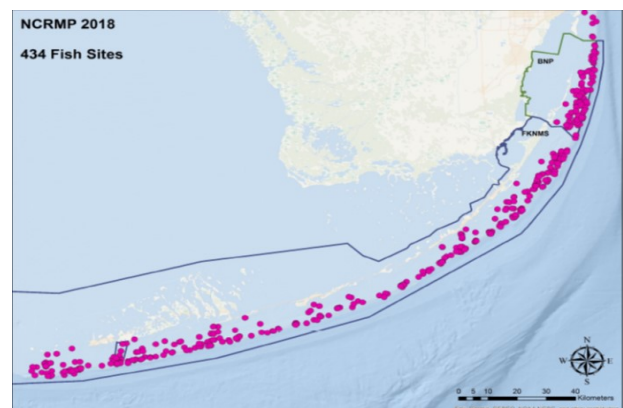 NCRMP 2018
434 Fish Sites
BNP
FKNMS
N
W E
S
0 5 10 20 30 40
Kilometers